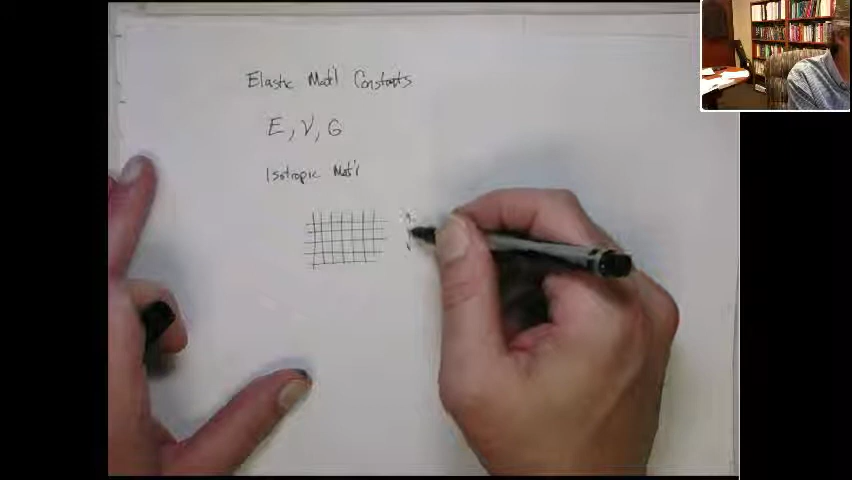 Elastic Mat'l Constants
E, ν, G
Isotropic Mat'l